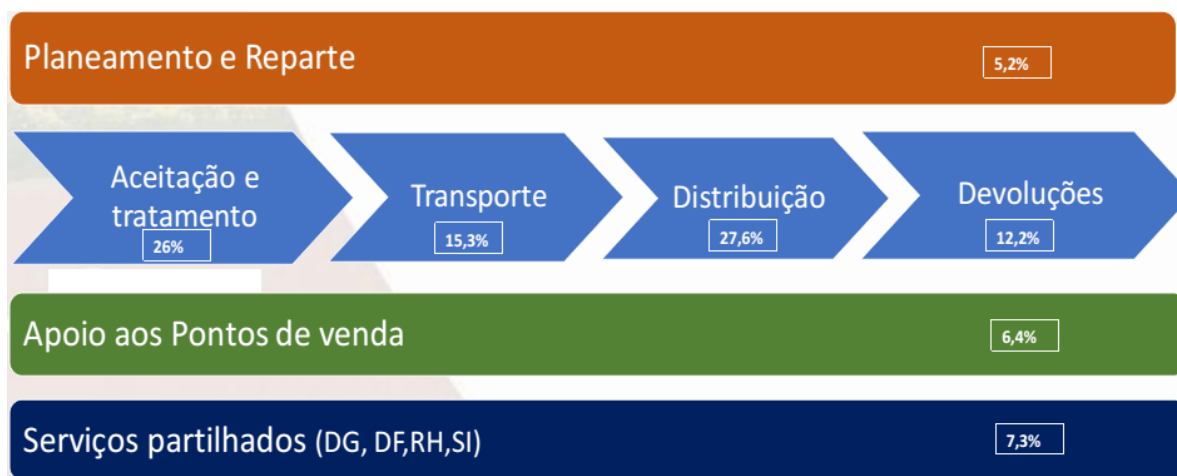 Planeamento e Reparte
5,2%
Aceitação e
tratamento
26%
Transporte
15,3%
Distribuição
27,6%
Devoluções
12,2%
Apoio aos Pontos de venda
6,4%
Serviços partilhados (DG, DF,RH,SI)
7,3%